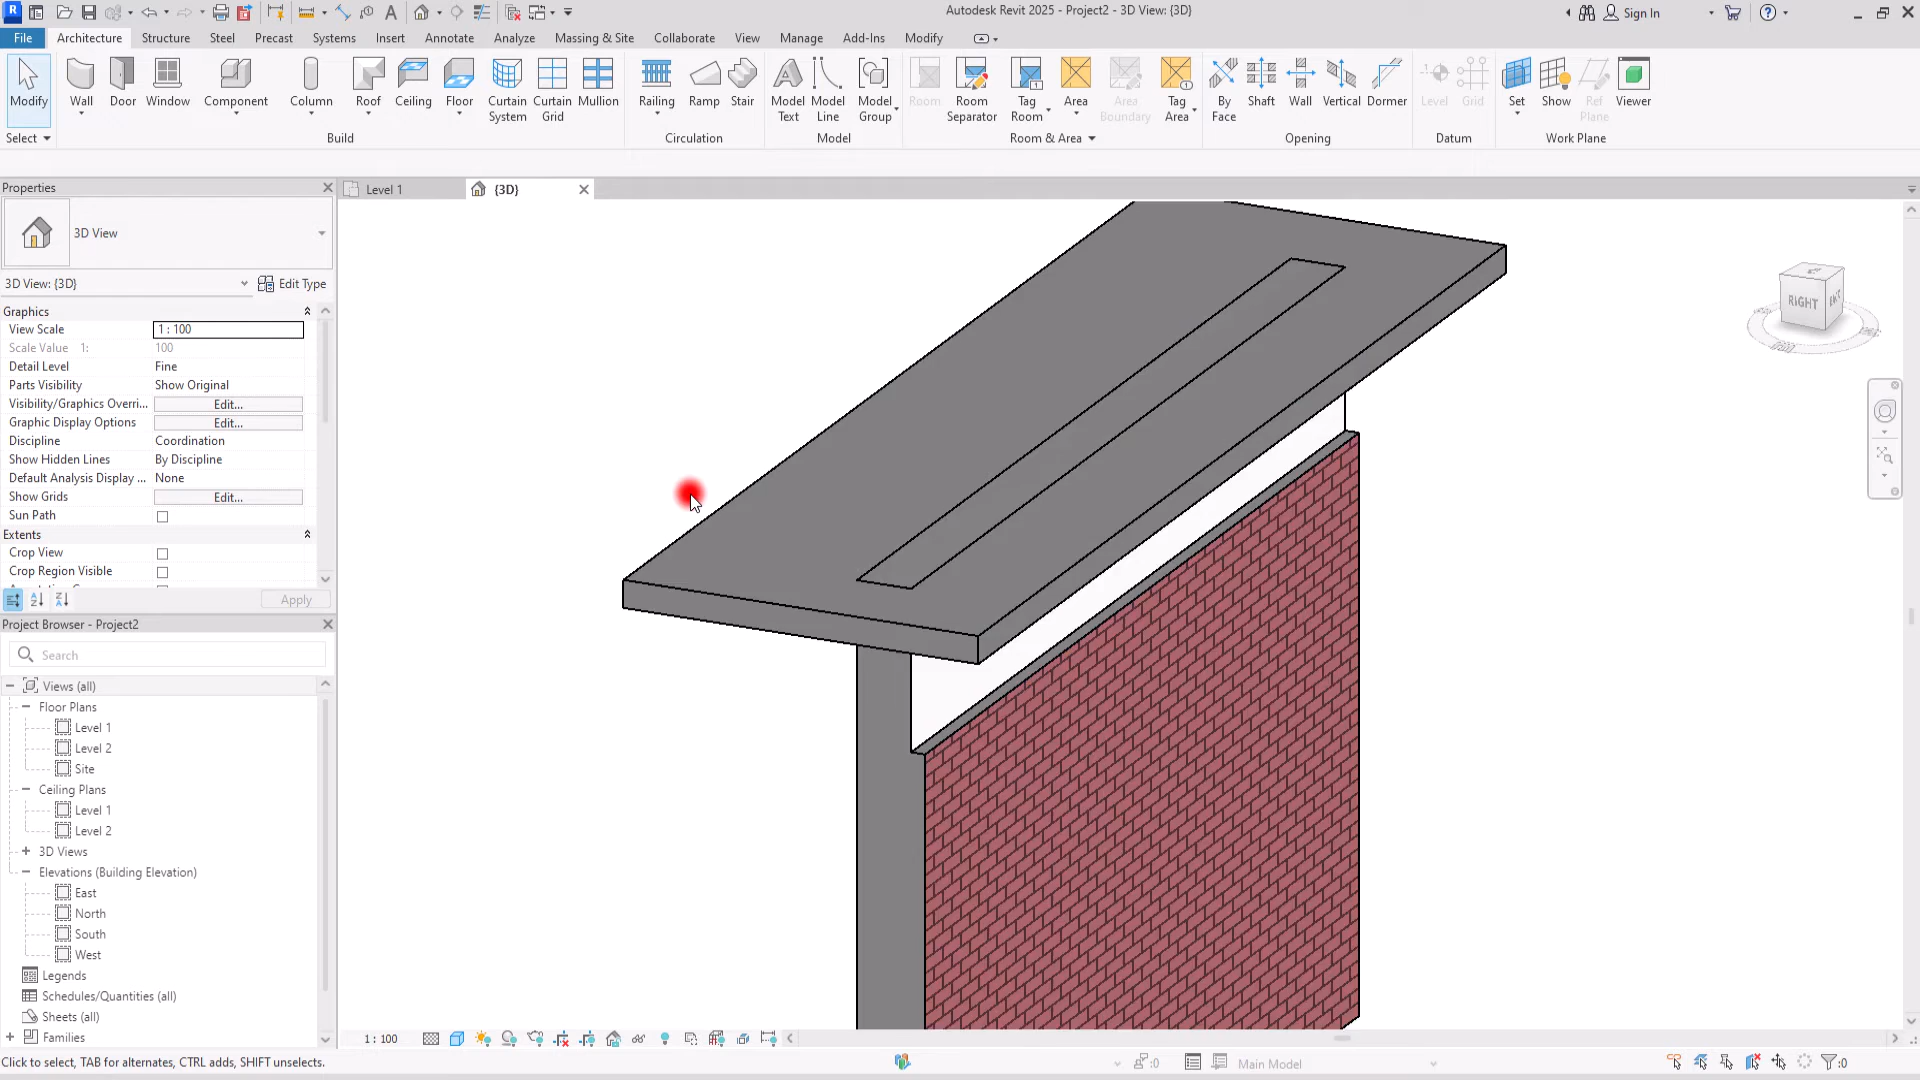 Autodesk Revit 2025 - Project2 - 3D View: {3D}
Sign In
File Architecture Structure Steel Precast Systems Insert Annotate Analyze Massing & Site Collaborate View Manage Add-Ins Modify
Modify Wall Door Window Component Column Roof Ceiling Floor Curtain System Curtain Grid Mullion Railing Ramp Stair Model Text Model Line Model Group Room Room Separator Tag Room Area Area Boundary Tag Area By Face Shaft Wall Vertical Dormer Level Grid Set Show Ref Plane Viewer
Select Build Circulation Model Room & Area Opening Datum Work Plane
Properties
Level 1
{3D}
3D View
3D View: {3D}
Edit Type
Graphics
View Scale 1 : 100
Scale Value 1: 100
Detail Level Fine
Parts Visibility Show Original
Visibility/Graphics Overri... Edit...
Graphic Display Options Edit...
Discipline Coordination
Show Hidden Lines By Discipline
Default Analysis Display ... None
Show Grids Edit...
Sun Path
Extents
Crop View
Crop Region Visible
Apply
Project Browser - Project2
Search
Views (all)
Floor Plans
Level 1
Level 2
Site
Ceiling Plans
Level 1
Level 2
3D Views
Elevations (Building Elevation)
East
North
South
West
Legends
Schedules/Quantities (all)
Sheets (all)
Families
RIGHT
1 : 100
Click to select, TAB for alternates, CTRL adds, SHIFT unselects.
:0
Main Model
:0